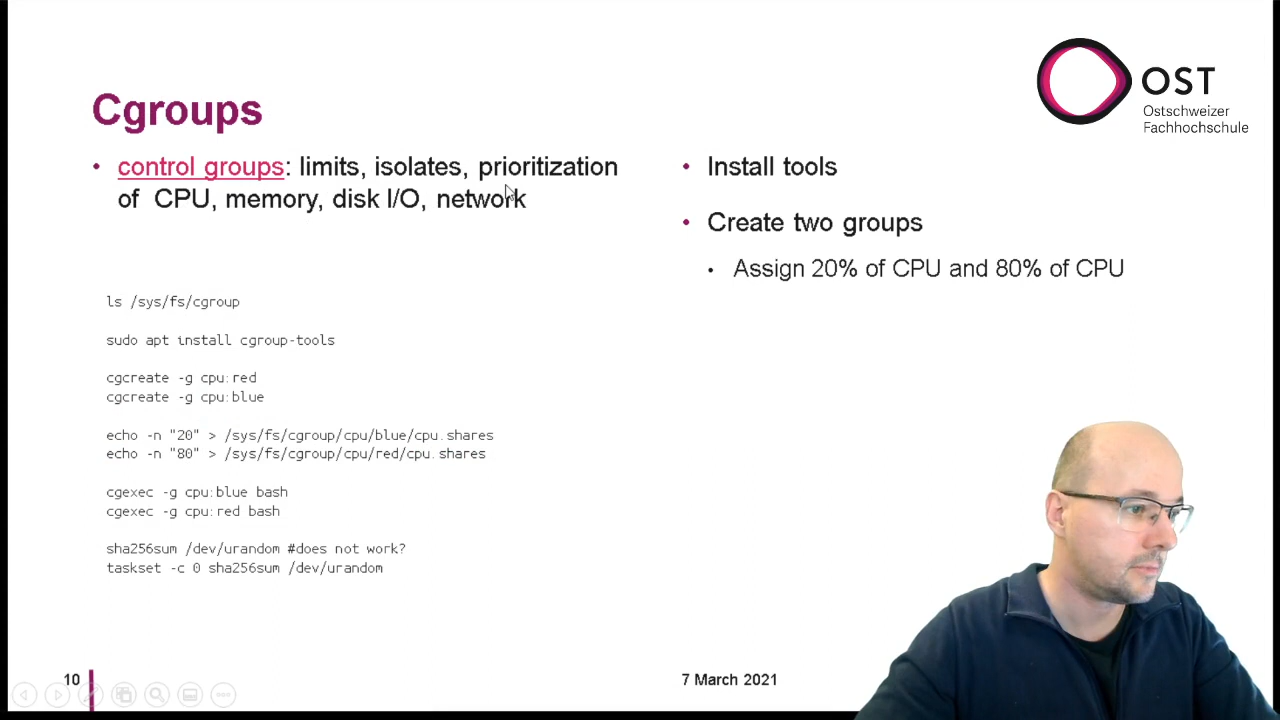 OST
Ostschweizer
Fachhochschule
Cgroups
• control groups: limits, isolates, prioritization
of CPU, memory, disk I/O, network
ls /sys/fs/cgroup
sudo apt install cgroup-tools
cgcreate -g cpu:red
cgcreate -g cpu:blue
echo -n "20" > /sys/fs/cgroup/cpu/blue/cpu.shares
echo -n "80" > /sys/fs/cgroup/cpu/red/cpu.shares
cgexec -g cpu:blue bash
cgexec -g cpu:red bash
sha256sum /dev/urandom #does not work?
taskset -c 0 sha256sum /dev/urandom
• Install tools
• Create two groups
• Assign 20% of CPU and 80% of CPU
10
7 March 2021